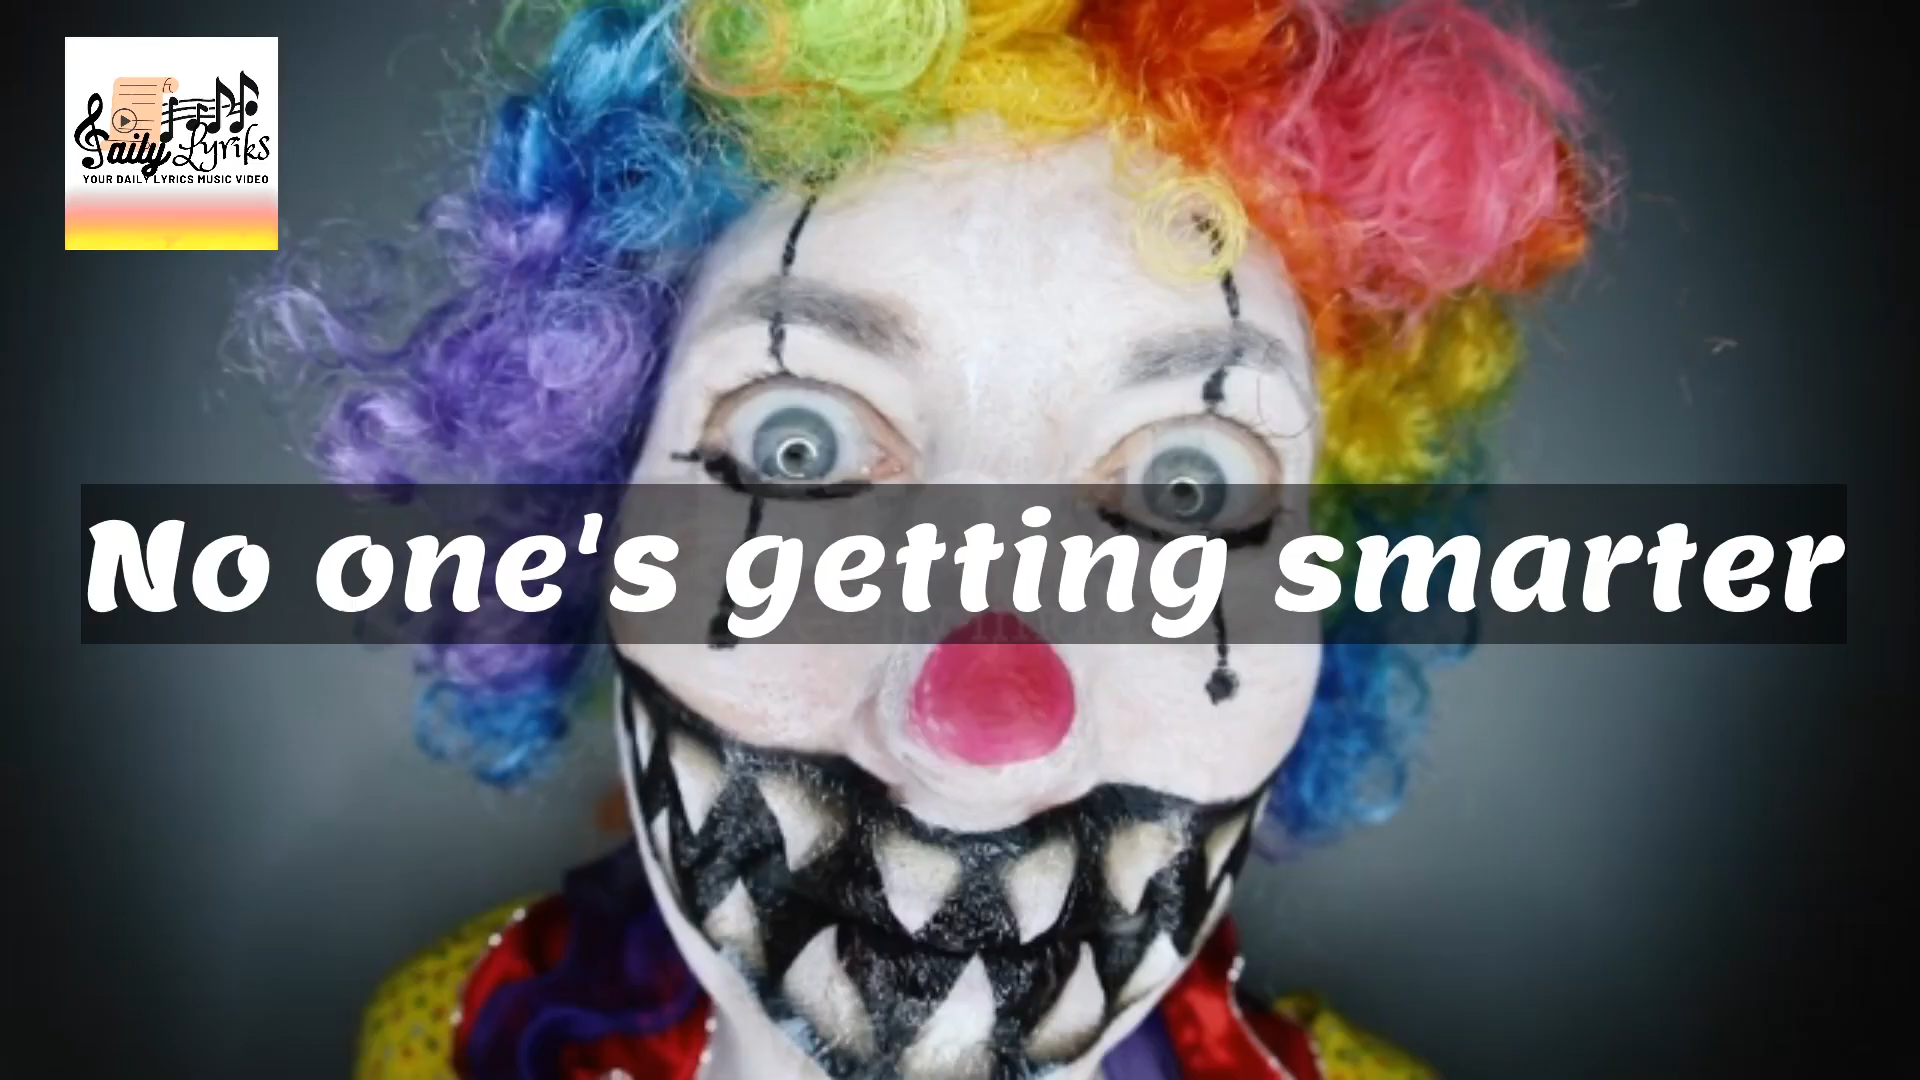 Daily Lyriks
YOUR DAILY LYRICS MUSIC VIDEO
No one's getting smarter